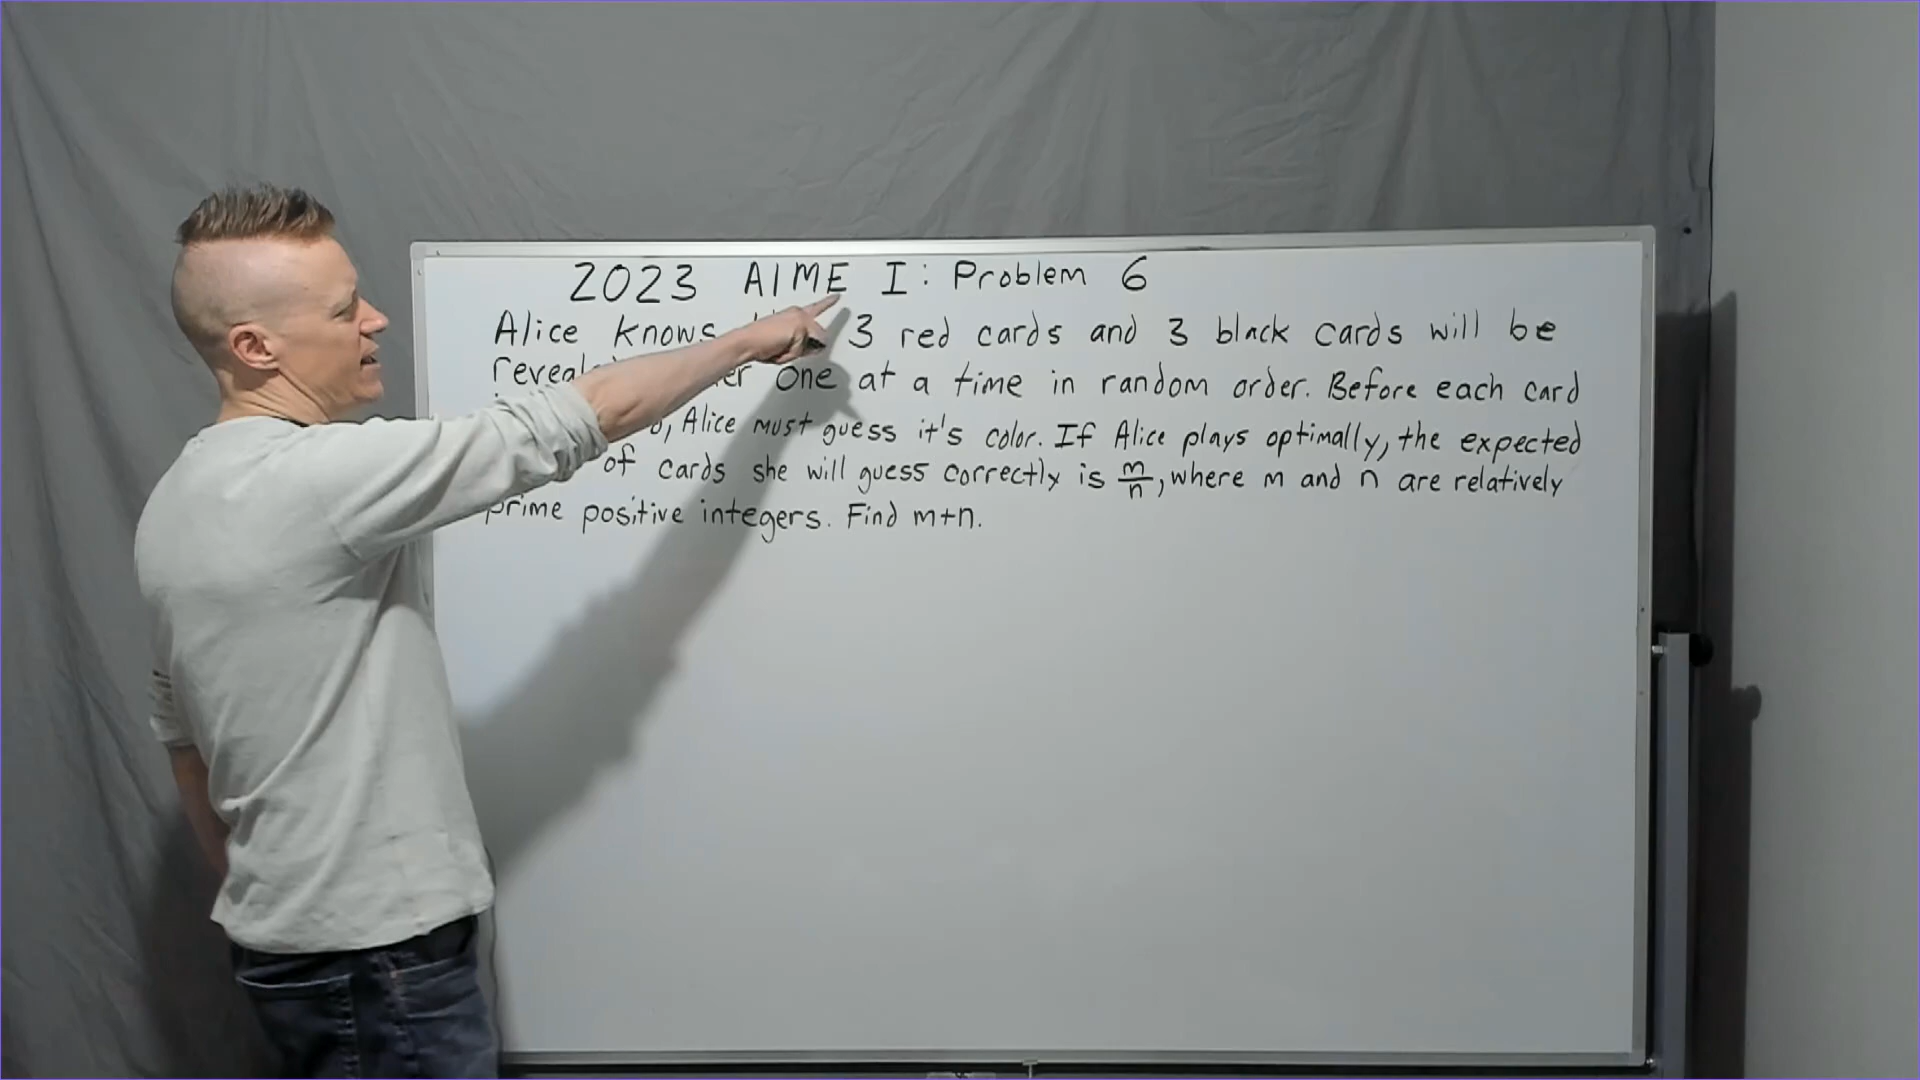 2023 AIME I: Problem 6
Alice knows 3 red cards and 3 black cards will be
one at a time in random order. Before each card
Alice must guess it's color. If Alice plays optimally, the expected
of cards she will guess correctly is m/n, where m and n are relatively
prime positive integers. Find m+n.